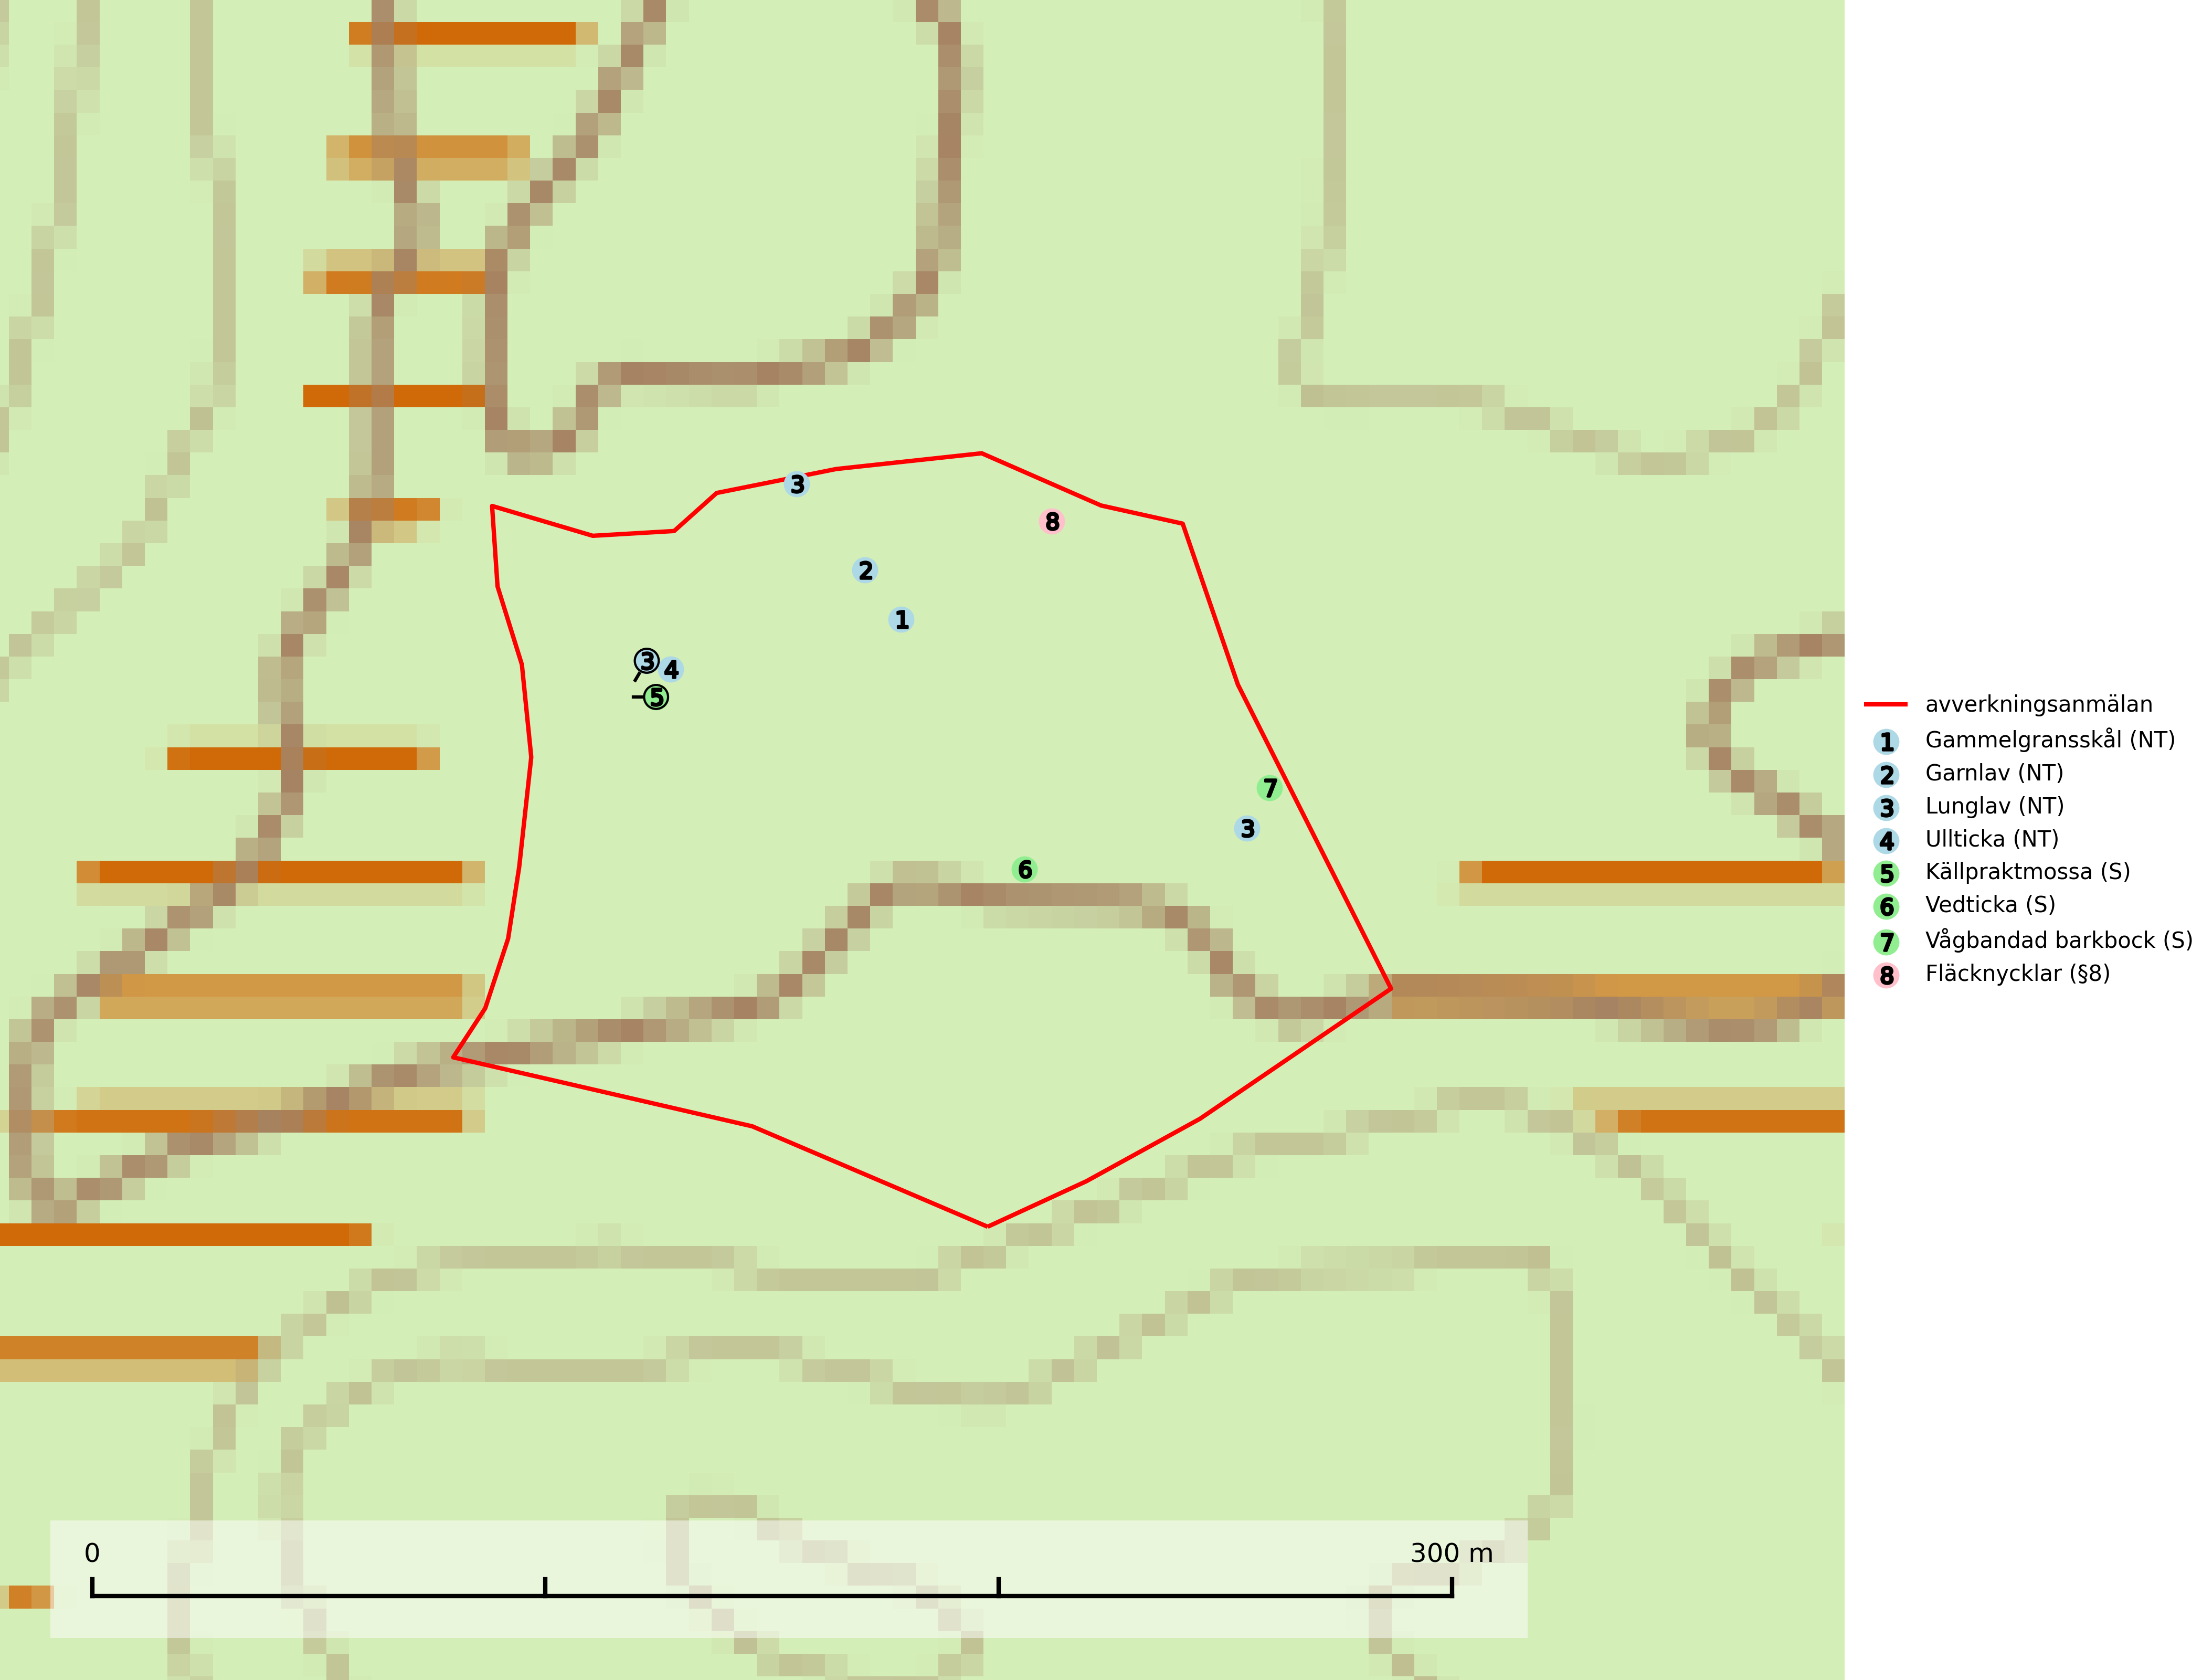 3
8
2
1
3
4
5
7
3
6
avverkningsanmälan
1 Gammelgransskål (NT)
2 Garnlav (NT)
3 Lunglav (NT)
4 Ullticka (NT)
5 Källpraktmossa (S)
6 Vedticka (S)
7 Vågbandad barkbock (S)
8 Fläcknycklar (§8)
0 300 m